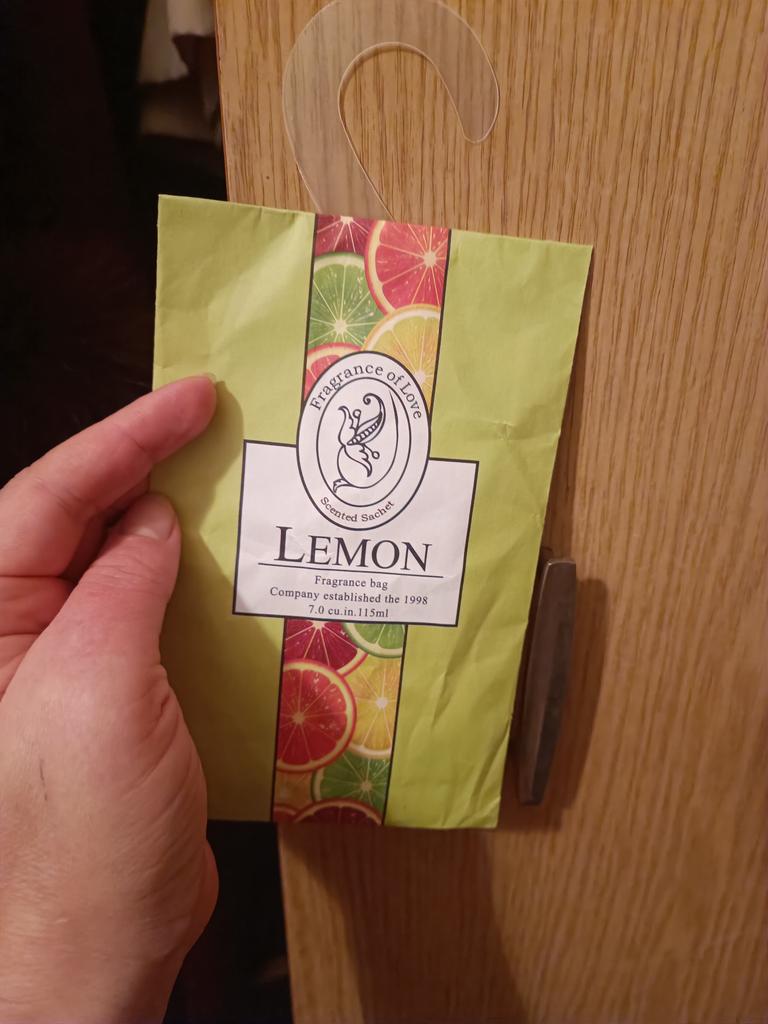 Fragrance of Love
Scented Sachet
LEMON
Fragrance bag
Company established the 1998
7.0 cu.in.115ml